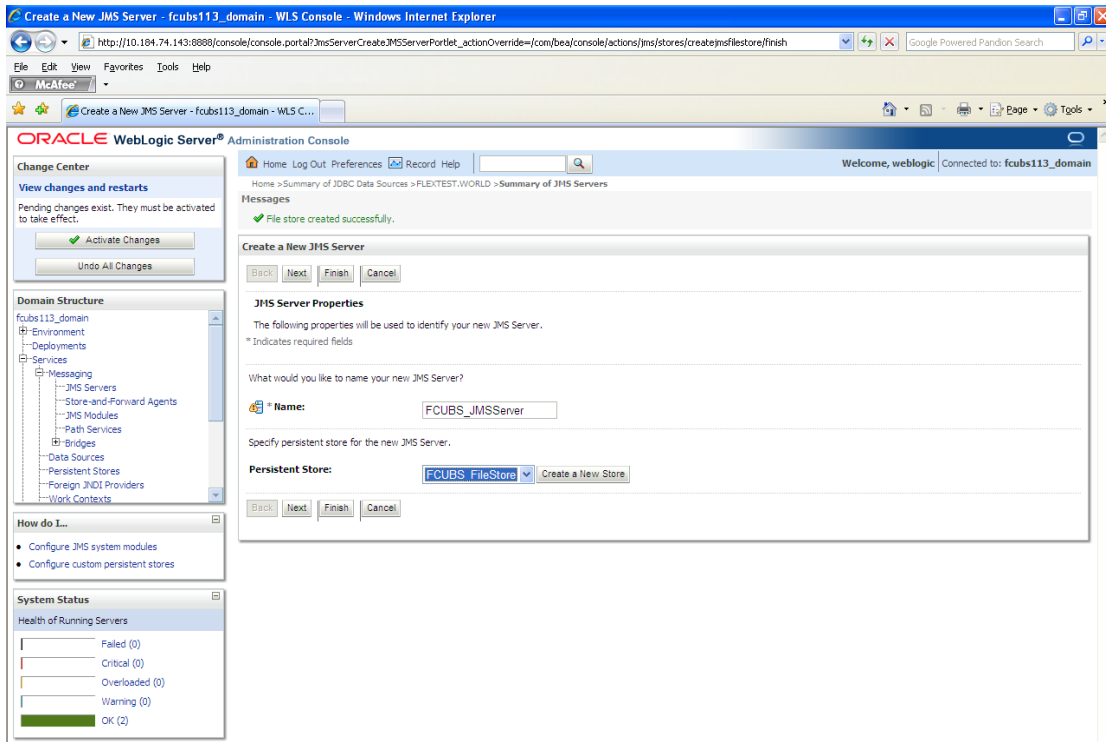 Create a New JMS Server - fcubs113_domain - WLS Console - Windows Internet Explorer
http://10.184.74.143:8888/console/console.portal?JmsServerCreateJMSServerPortlet_actionOverride=/com/bea/console/actions/jms/stores/createjmsfilestore/finish
Google Powered Pandion Search
File Edit View Favorites Tools Help
McAfee
Create a New JMS Server - fcubs113_domain - WLS C...
Page Tools
ORACLE WebLogic Server® Administration Console
Change Center
View changes and restarts
Pending changes exist. They must be activated
to take effect.
Activate Changes
Undo All Changes
Domain Structure
fcubs113_domain
Environment
Deployments
Services
Messaging
JMS Servers
Store-and-Forward Agents
JMS Modules
Path Services
Bridges
Data Sources
Persistent Stores
Foreign JNDI Providers
Work Contexts
How do I...
Configure JMS system modules
Configure custom persistent stores
System Status
Health of Running Servers
Failed (0)
Critical (0)
Overloaded (0)
Warning (0)
OK (2)
Home Log Out Preferences Record Help
Welcome, weblogic Connected to: fcubs113_domain
Home >Summary of JDBC Data Sources >FLEXTEST.WORLD >Summary of JMS Servers
Messages
File store created successfully.
Create a New JMS Server
Back Next Finish Cancel
JMS Server Properties
The following properties will be used to identify your new JMS Server.
* Indicates required fields
What would you like to name your new JMS Server?
* Name: FCUBS_JMSServer
Specify persistent store for the new JMS Server.
Persistent Store: FCUBS_FileStore Create a New Store
Back Next Finish Cancel